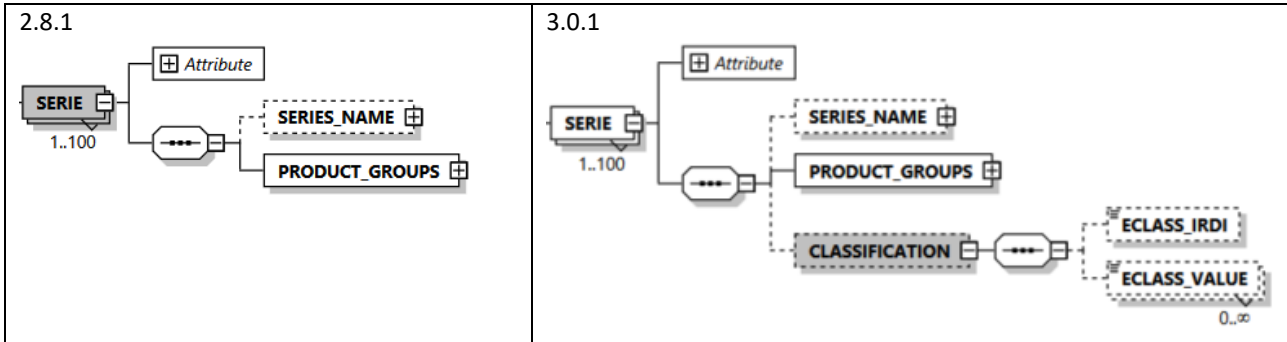 2.8.1
Attribute
SERIE
1..100
SERIES_NAME
PRODUCT_GROUPS
3.0.1
Attribute
SERIE
1..100
SERIES_NAME
PRODUCT_GROUPS
CLASSIFICATION
ECLASS_IRDI
ECLASS_VALUE
0..∞